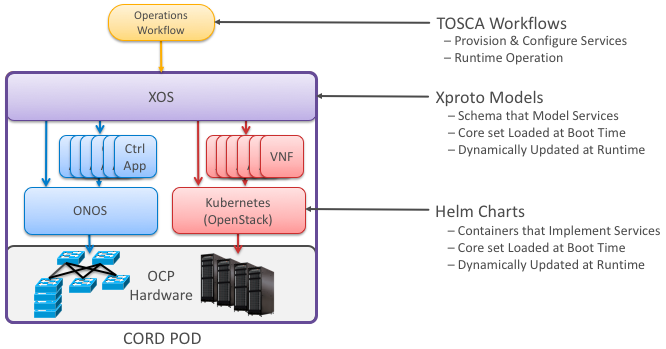 Operations
Workflow
TOSCA Workflows
– Provision & Configure Services
– Runtime Operation
XOS
Xproto Models
– Schema that Model Services
– Core set Loaded at Boot Time
– Dynamically Updated at Runtime
Ctrl
App
VNF
ONOS
Kubernetes
(OpenStack)
Helm Charts
– Containers that Implement Services
– Core set Loaded at Boot Time
– Dynamically Updated at Runtime
OCP
Hardware
CORD POD